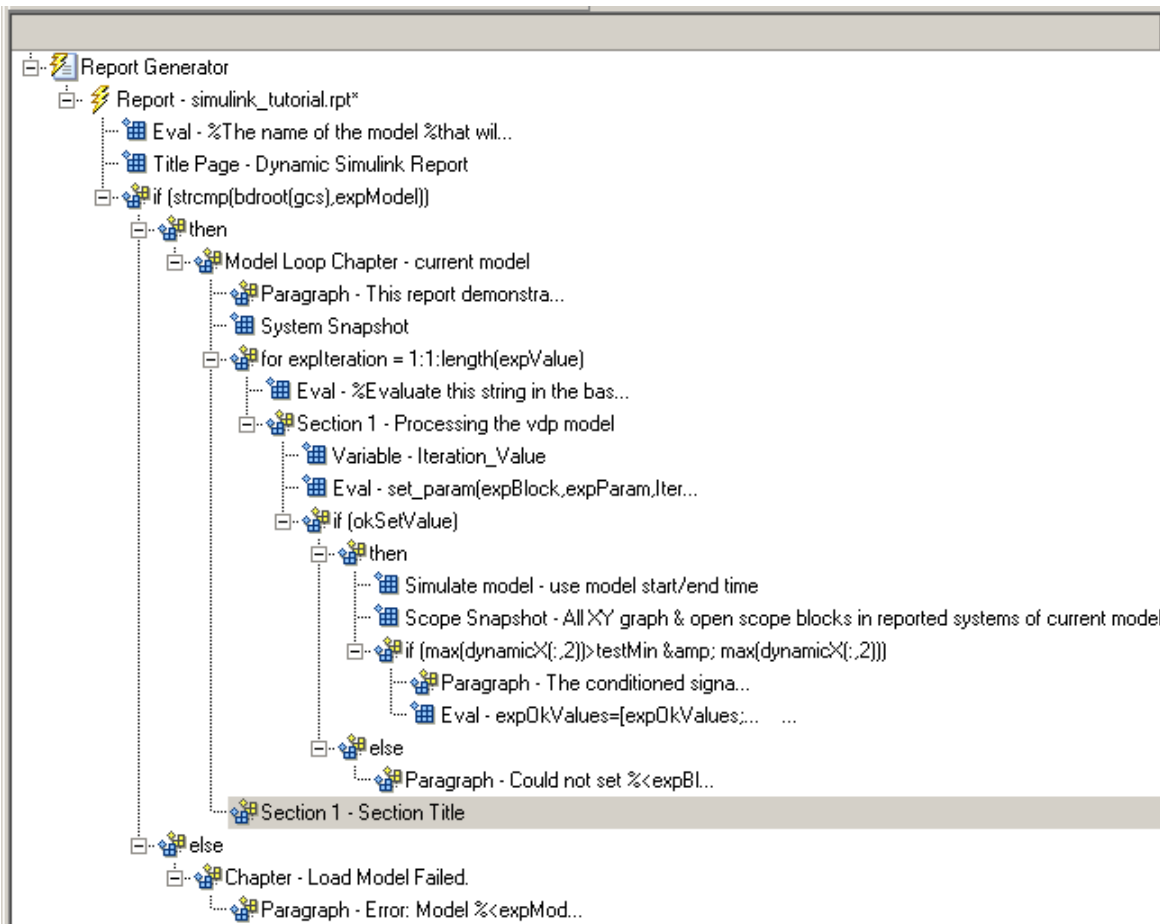 Report Generator
Report - simulink_tutorial.rpt*
Eval - %The name of the model %that wil...
Title Page - Dynamic Simulink Report
if (strcmp(bdroot(gcs),expModel))
then
Model Loop Chapter - current model
Paragraph - This report demonstra...
System Snapshot
for expIteration = 1:1:length(expValue)
Eval - %Evaluate this string in the bas...
Section 1 - Processing the vdp model
Variable - Iteration_Value
Eval - set_param(expBlock,expParam,Iter...
if (okSetValue)
then
Simulate model - use model start/end time
Scope Snapshot - All XY graph & open scope blocks in reported systems of current model
if (max(dynamicX(:,2))>testMin &amp; max(dynamicX(:,2)))
Paragraph - The conditioned signa...
Eval - expOkValues=[expOkValues;... ...
else
Paragraph - Could not set %<expBl...
Section 1 - Section Title
else
Chapter - Load Model Failed.
Paragraph - Error: Model %<expMod...